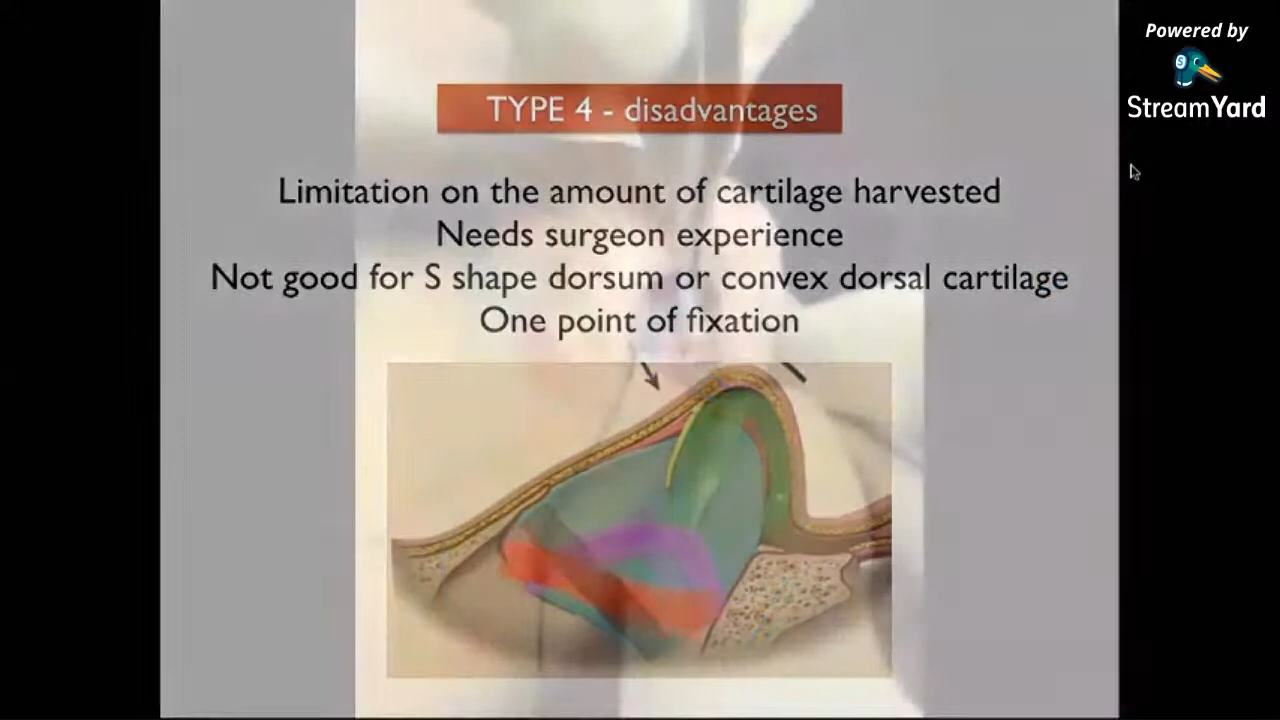 Powered by
StreamYard
TYPE 4 - disadvantages
Limitation on the amount of cartilage harvested
Needs surgeon experience
Not good for S shape dorsum or convex dorsal cartilage
One point of fixation